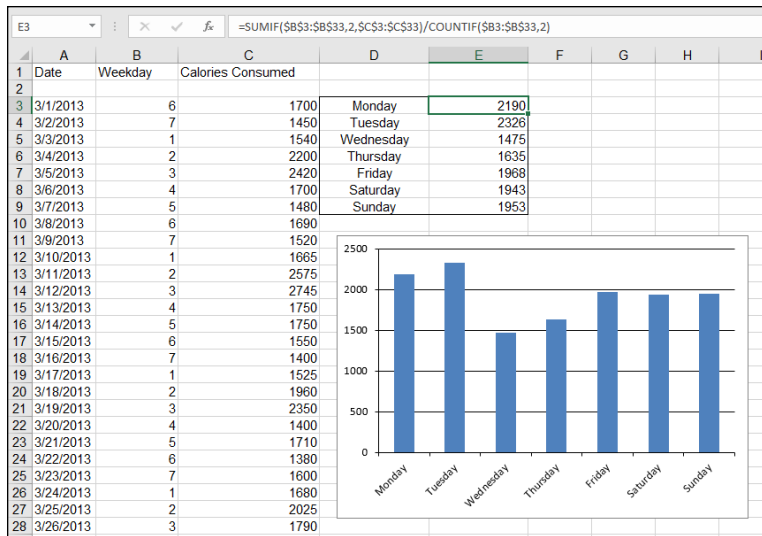 E3 fx =SUMIF($B$3:$B$33,2,$C$3:$C$33)/COUNTIF($B3:$B$33,2)
A B C D E F G H
1 Date Weekday Calories Consumed
2
3 3/1/2013 6 1700 Monday 2190
4 3/2/2013 7 1450 Tuesday 2326
5 3/3/2013 1 1540 Wednesday 1475
6 3/4/2013 2 2200 Thursday 1635
7 3/5/2013 3 2420 Friday 1968
8 3/6/2013 4 1700 Saturday 1943
9 3/7/2013 5 1480 Sunday 1953
10 3/8/2013 6 1690
11 3/9/2013 7 1520
12 3/10/2013 1 1665
13 3/11/2013 2 2575
14 3/12/2013 3 2745
15 3/13/2013 4 1750
16 3/14/2013 5 1750
17 3/15/2013 6 1550
18 3/16/2013 7 1400
19 3/17/2013 1 1525
20 3/18/2013 2 1960
21 3/19/2013 3 2350
22 3/20/2013 4 1400
23 3/21/2013 5 1710
24 3/22/2013 6 1380
25 3/23/2013 7 1600
26 3/24/2013 1 1680
27 3/25/2013 2 2025
28 3/26/2013 3 1790
2500
2000
1500
1000
500
0
Monday Tuesday Wednesday Thursday Friday Saturday Sunday